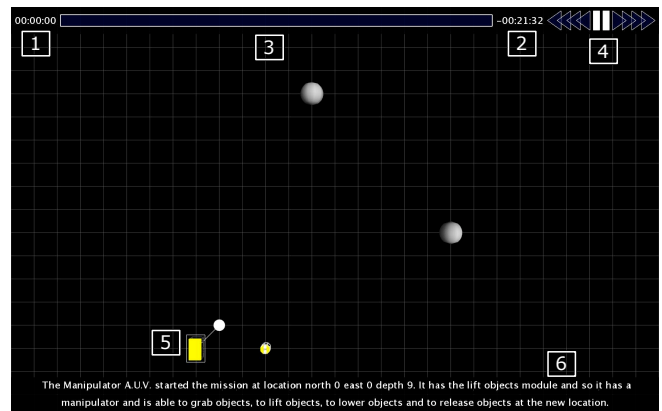 00:00:00 -00:21:32
1 3 2 4
5
6
The Manipulator A.U.V. started the mission at location north 0 east 0 depth 9. It has the lift objects module and so it has a
manipulator and is able to grab objects, to lift objects, to lower objects and to release objects at the new location.